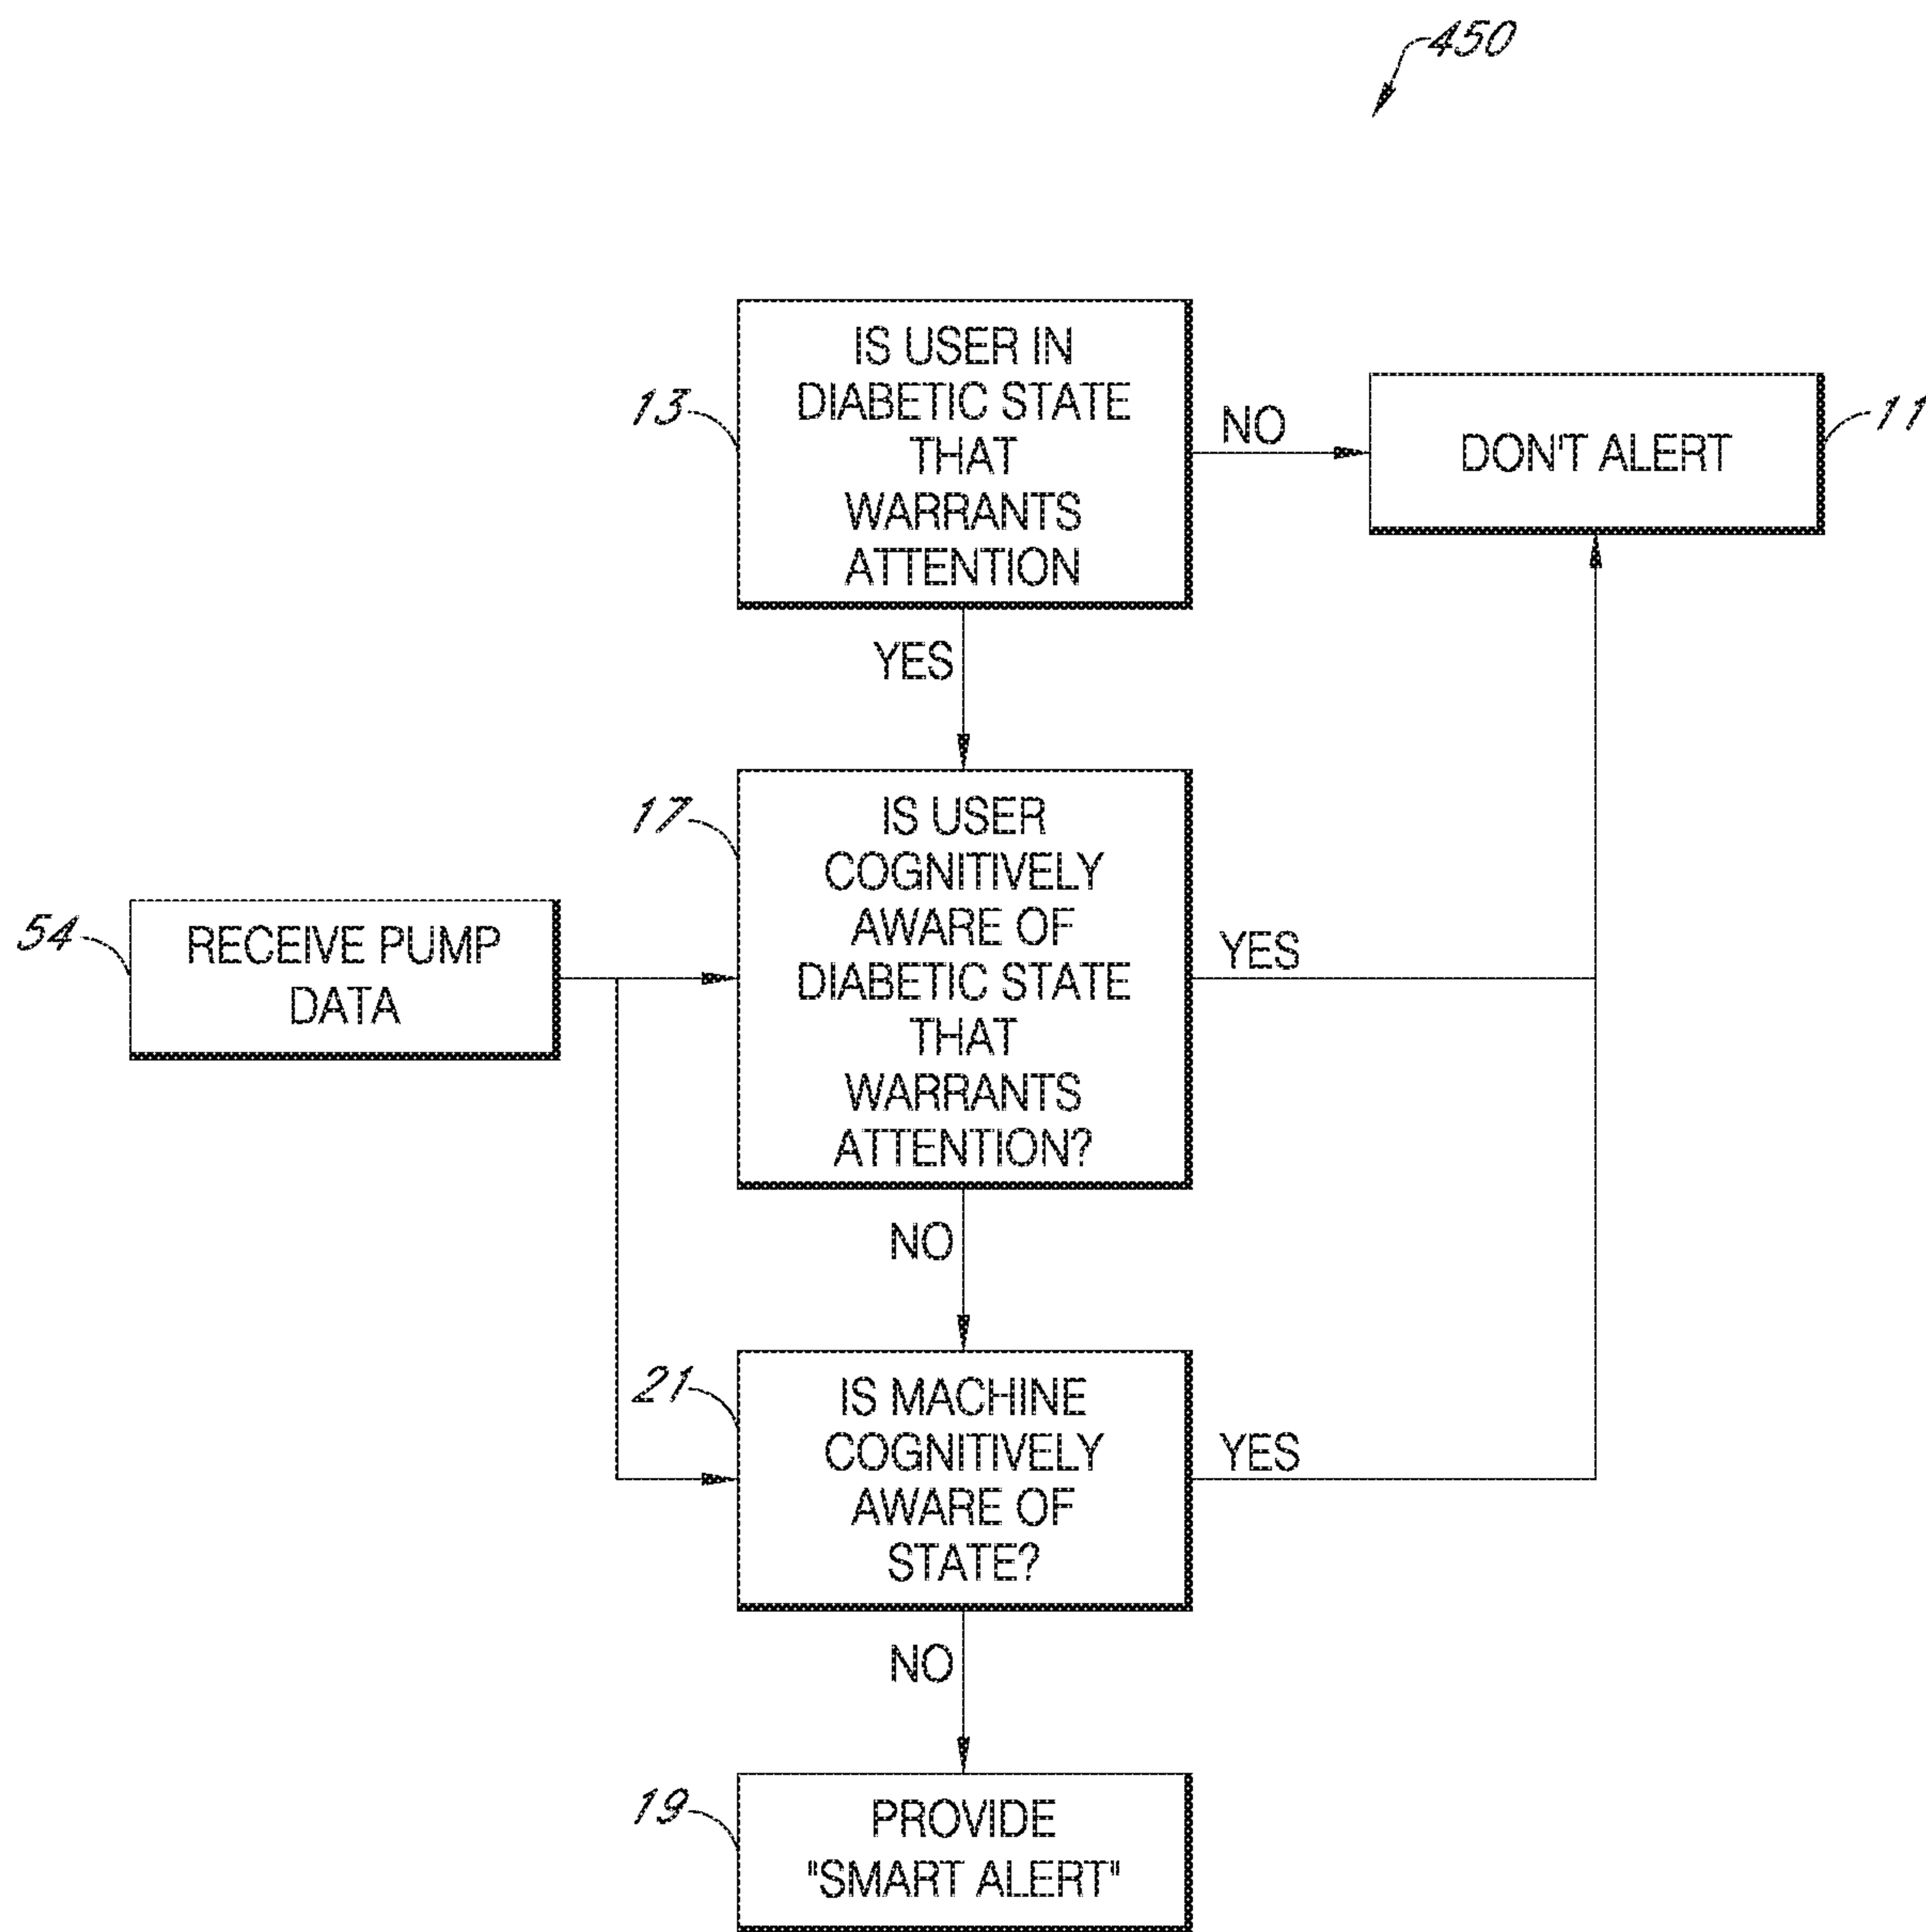 450
13
IS USER IN
DIABETIC STATE
THAT
WARRANTS
ATTENTION
NO
DON'T ALERT
11
YES
17
IS USER
COGNITIVELY
AWARE OF
DIABETIC STATE
THAT
WARRANTS
ATTENTION?
YES
54
RECEIVE PUMP
DATA
NO
21
IS MACHINE
COGNITIVELY
AWARE OF
STATE?
YES
NO
19
PROVIDE
"SMART ALERT"